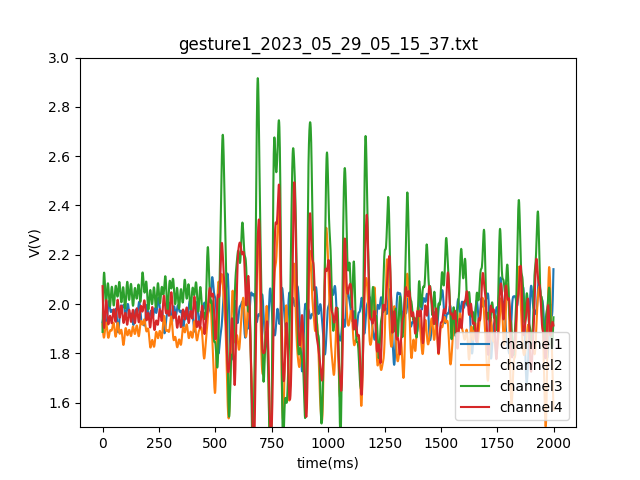 gesture1_2023_05_29_05_15_37.txt
3.0
2.8
2.6
2.4
2.2
2.0
1.8
1.6
V(V)
channel1
channel2
channel3
channel4
0 250 500 750 1000 1250 1500 1750 2000
time(ms)